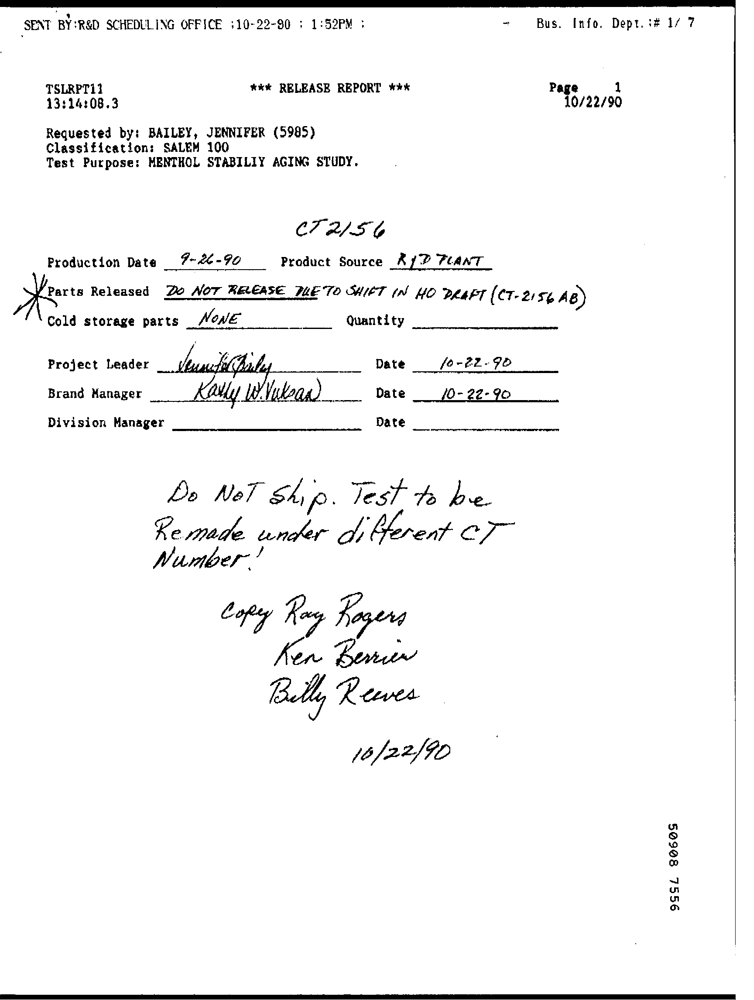 SENT BY:R&D SCHEDULING OFFICE ;10-22-90 ; 1:52PM ; - Bus. Info. Dept.;# 1/ 7
TSLRPT11 *** RELEASE REPORT *** Page 1
13:14:08.3 10/22/90
Requested by: BAILEY, JENNIFER (5985)
Classification: SALEM 100
Test Purpose: MENTHOL STABILIY AGING STUDY.
CT2156
Production Date 9-26-90 Product Source R&D PLANT
Parts Released DO NOT RELEASE DUE TO SHIFT IN HO DRAFT (CT-2156 AB)
Cold storage parts NONE Quantity
Project Leader Jennifer Bailey Date 10-22-90
Brand Manager Kathy W. Vuksan Date 10-22-90
Division Manager Date
Do NOT Ship. Test to be
Remade under different CT
Number!
Copy Ray Rogers
Ken Berrier
Billy Reeves
10/22/90
50908 7556